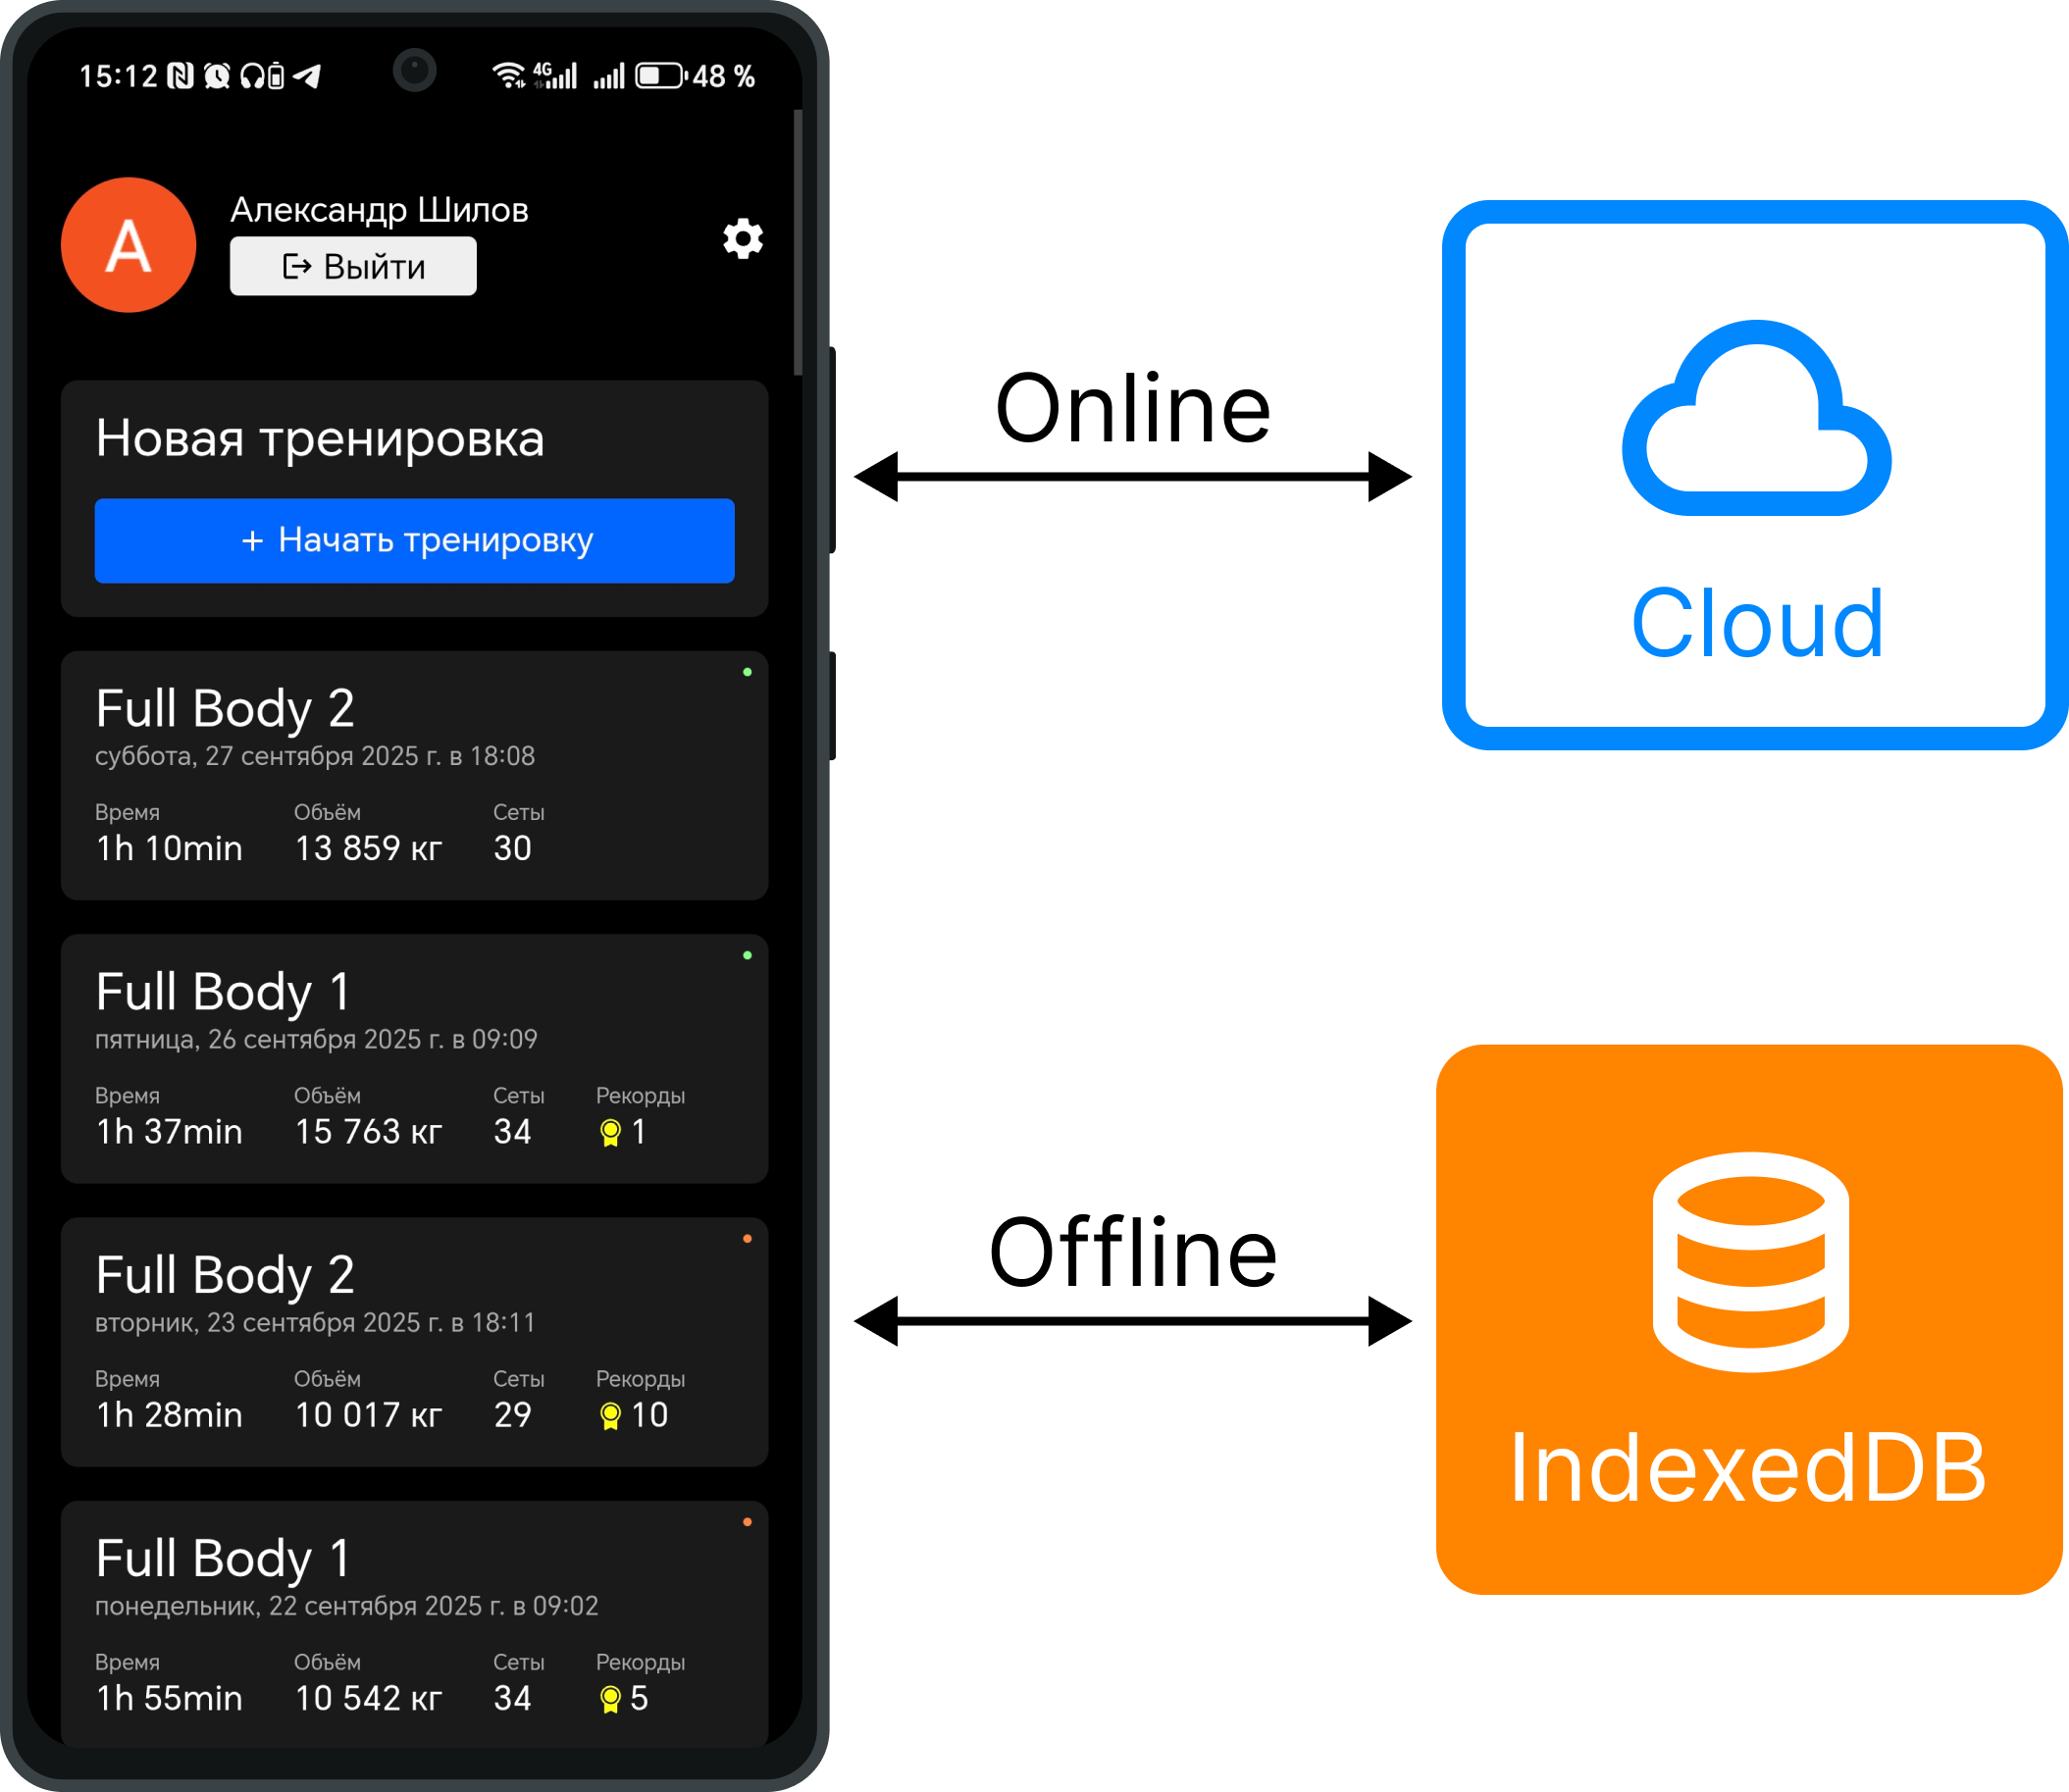 15:12 4G 48 %
A
Александр Шилов
Выйти
Новая тренировка
+ Начать тренировку
Full Body 2
суббота, 27 сентября 2025 г. в 18:08
Время Объём Сеты
1h 10min 13 859 кг 30
Full Body 1
пятница, 26 сентября 2025 г. в 09:09
Время Объём Сеты Рекорды
1h 37min 15 763 кг 34 1
Full Body 2
вторник, 23 сентября 2025 г. в 18:11
Время Объём Сеты Рекорды
1h 28min 10 017 кг 29 10
Full Body 1
понедельник, 22 сентября 2025 г. в 09:02
Время Объём Сеты Рекорды
1h 55min 10 542 кг 34 5
Online
Cloud
Offline
IndexedDB